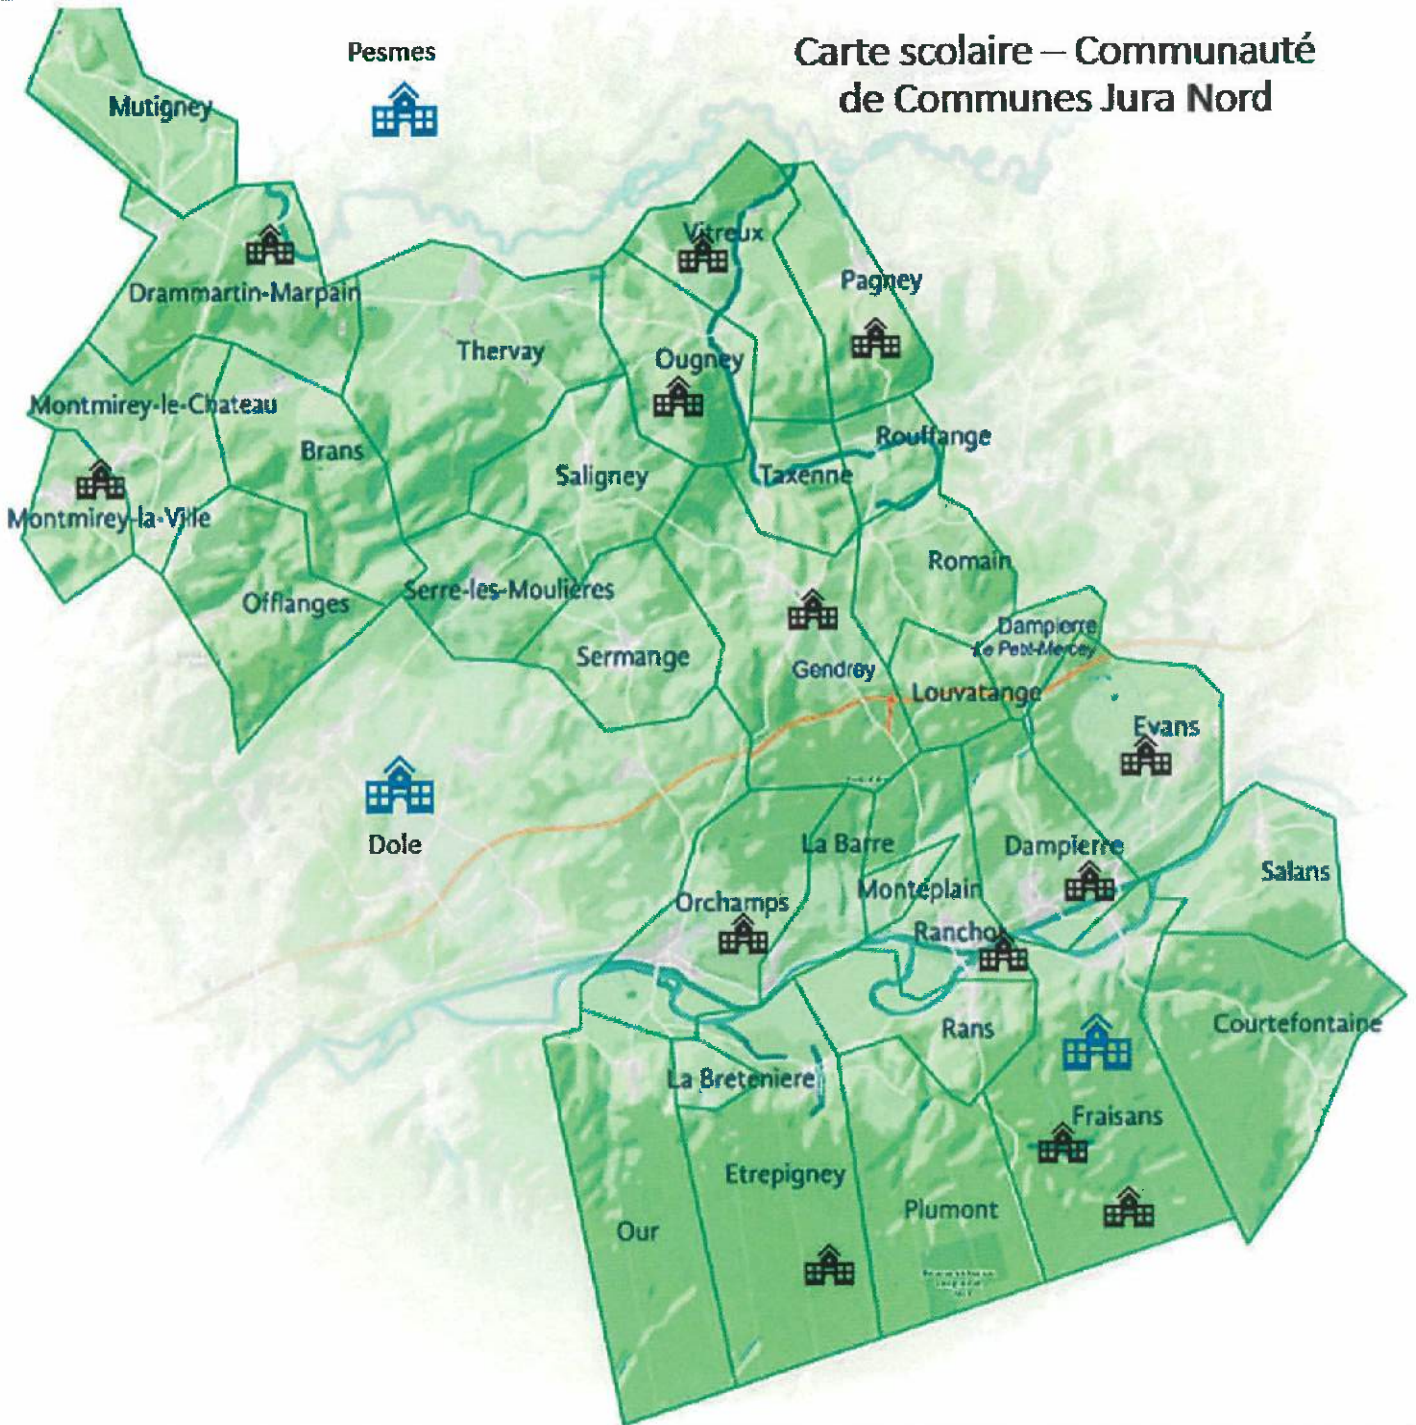 Pesmes
Carte scolaire – Communauté
de Communes Jura Nord
Mutigney
Vitreux
Pagney
Drammartin-Marpain
Thervay
Ougney
Montmirey-le-Chateau
Brans
Rouffange
Saligney
Taxenne
Montmirey-la-Ville
Romain
Offlanges
Serre-les-Moulières
Dampierre
Le Petit-Mercey
Sermange
Gendrey
Louvatange
Evans
Dole
La Barre
Dampierre
Salans
Monteplain
Orchamps
Ranchot
Rans
Courtefontaine
La Breteniere
Fraisans
Etrepigney
Plumont
Our